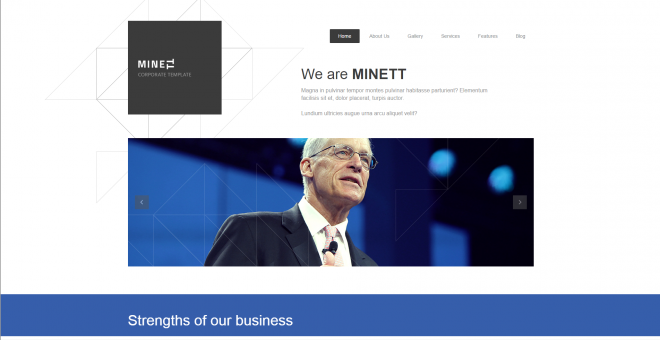 MINETT
CORPORATE TEMPLATE
Home About Us Gallery Services Features Blog
We are MINETT
Magna in pulvinar tempor montes pulvinar habitasse parturient? Elementum
facilisis sit et, dolor placerat, turpis auctor.
Lundium ultricies augue urna arcu aliquet velit?
Strengths of our business